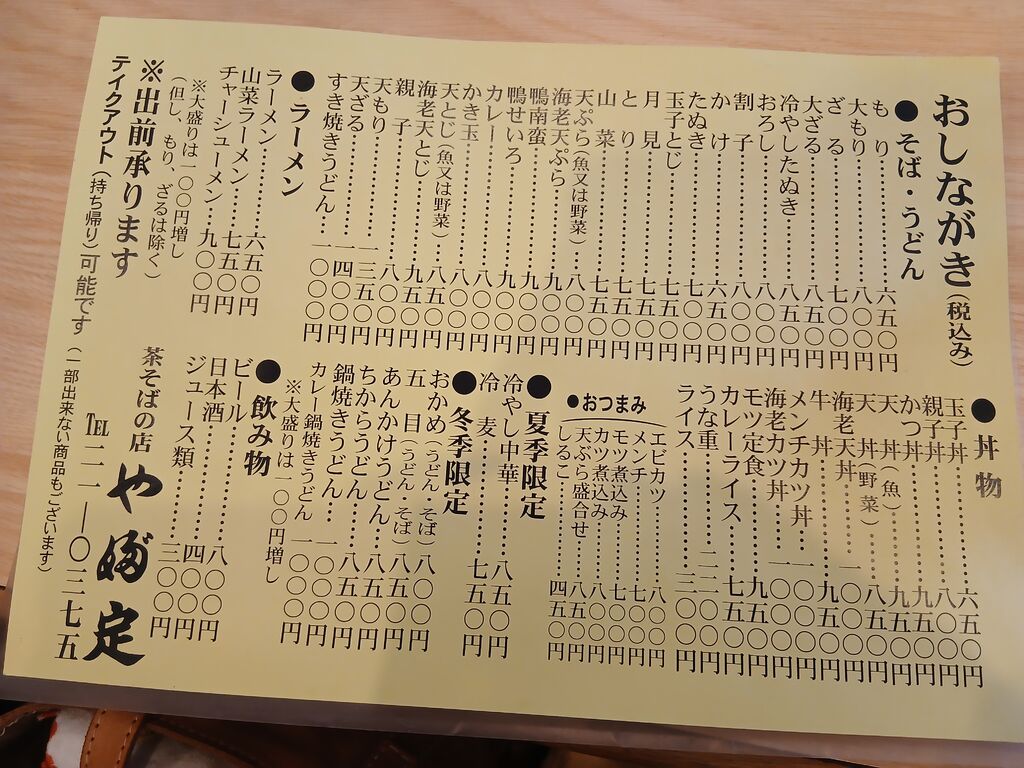 おしながき(税込み)
●そば・うどん
もり……六五〇円
大もり……八〇〇円
ざる……七〇〇円
大ざる……八五〇円
冷やしたぬき……八五〇円
おろし……八〇〇円
割子……八〇〇円
かけ……六五〇円
たぬき……七〇〇円
玉子とじ……七五〇円
月見……七五〇円
とり……七五〇円
山菜……七五〇円
天ぷら(魚又は野菜)……八〇〇円
海老天ぷら……九〇〇円
鴨南蛮……九〇〇円
鴨せいろ……九〇〇円
カレー……八〇〇円
かき玉……八〇〇円
天とじ(魚又は野菜)……八五〇円
海老天とじ……九五〇円
親子……八〇〇円
天もり……一三五〇円
天ざる……一四〇〇円
すき焼きうどん……一〇〇〇円
●ラーメン
ラーメン……六五〇円
山菜ラーメン……七五〇円
チャーシューメン……九〇〇円
※大盛りは一〇〇円増し
(但し、もり、ざるは除く)
●丼物
玉子丼……六五〇円
親子丼……八〇〇円
かつ丼……九五〇円
天丼(魚)……九五〇円
天丼(野菜)……八五〇円
海老天丼……一〇〇〇円
牛丼……九五〇円
メンチカツ丼……一〇〇〇円
海老カツ丼……一〇〇〇円
モツ定食……九五〇円
カレーライス……七五〇円
うな重……二二〇〇円
ライス……三〇〇円
●おつまみ
エビカツ……八〇〇円
メンチ……七〇〇円
モツ煮込み……七〇〇円
カツ煮込み……八〇〇円
天ぷら盛合せ……八五〇円
しるこ……四五〇円
●夏季限定
冷やし中華……八五〇円
冷麦……七五〇円
●冬季限定
おかめ(うどん・そば)八〇〇円
五目(うどん・そば)八五〇円
あんかけうどん……八五〇円
ちからうどん……八五〇円
鍋焼きうどん…一〇〇〇円
カレー鍋焼きうどん 一〇〇〇円
※大盛りは一〇〇円増し
●飲み物
ビール……八〇〇円
日本酒……四〇〇円
ジュース類……三〇〇円
※出前承ります
テイクアウト(持ち帰り)可能です(一部出来ない商品もございます)
茶そばの店 や婦定
TEL 二一一―〇三七五